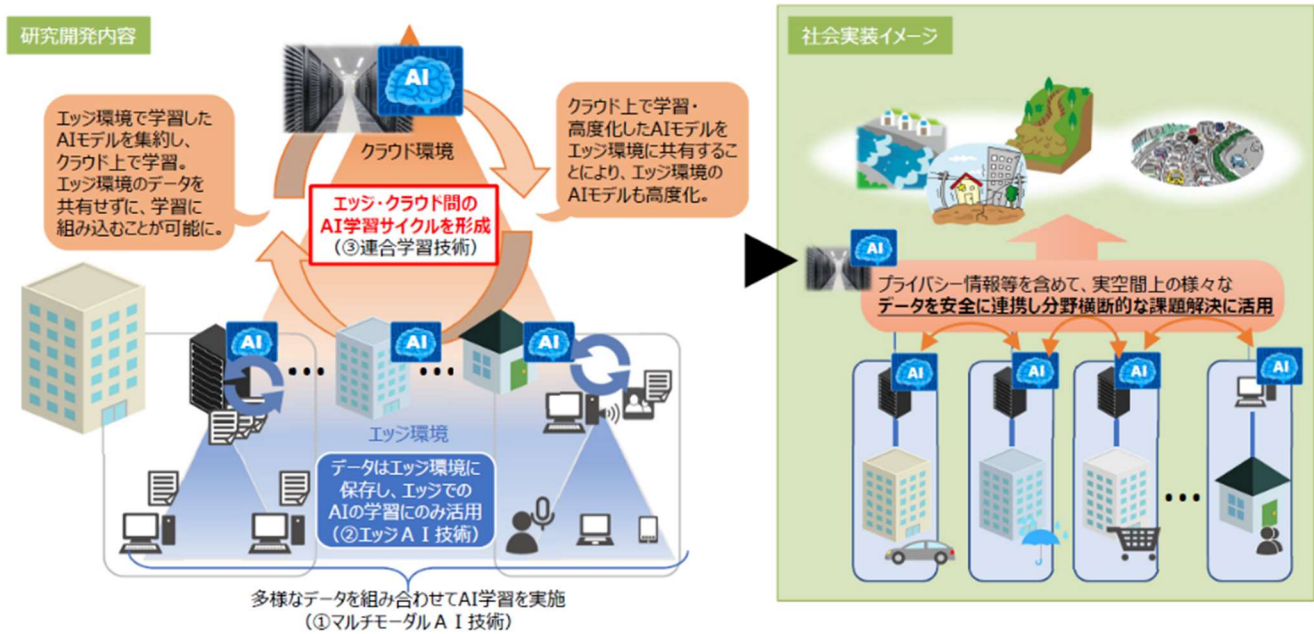 研究開発内容
AI
クラウド環境
エッジ環境で学習した
AIモデルを集約し、
クラウド上で学習。
エッジ環境のデータを
共有せずに、学習に
組み込むことが可能に。
クラウド上で学習・
高度化したAIモデルを
エッジ環境に共有するこ
とにより、エッジ環境の
AIモデルも高度化。
エッジ・クラウド間の
AI学習サイクルを形成
(③連合学習技術)
AI
•••
AI
•••
AI
エッジ環境
データはエッジ環境に
保存し、エッジでの
AIの学習にのみ活用
(②エッジAI技術)
多様なデータを組み合わせてAI学習を実施
(①マルチモーダルAI技術)
社会実装イメージ
AI
プライバシー情報等を含めて、実空間上の様々な
データを安全に連携し分野横断的な課題解決に活用
AI
AI
AI
AI
•••